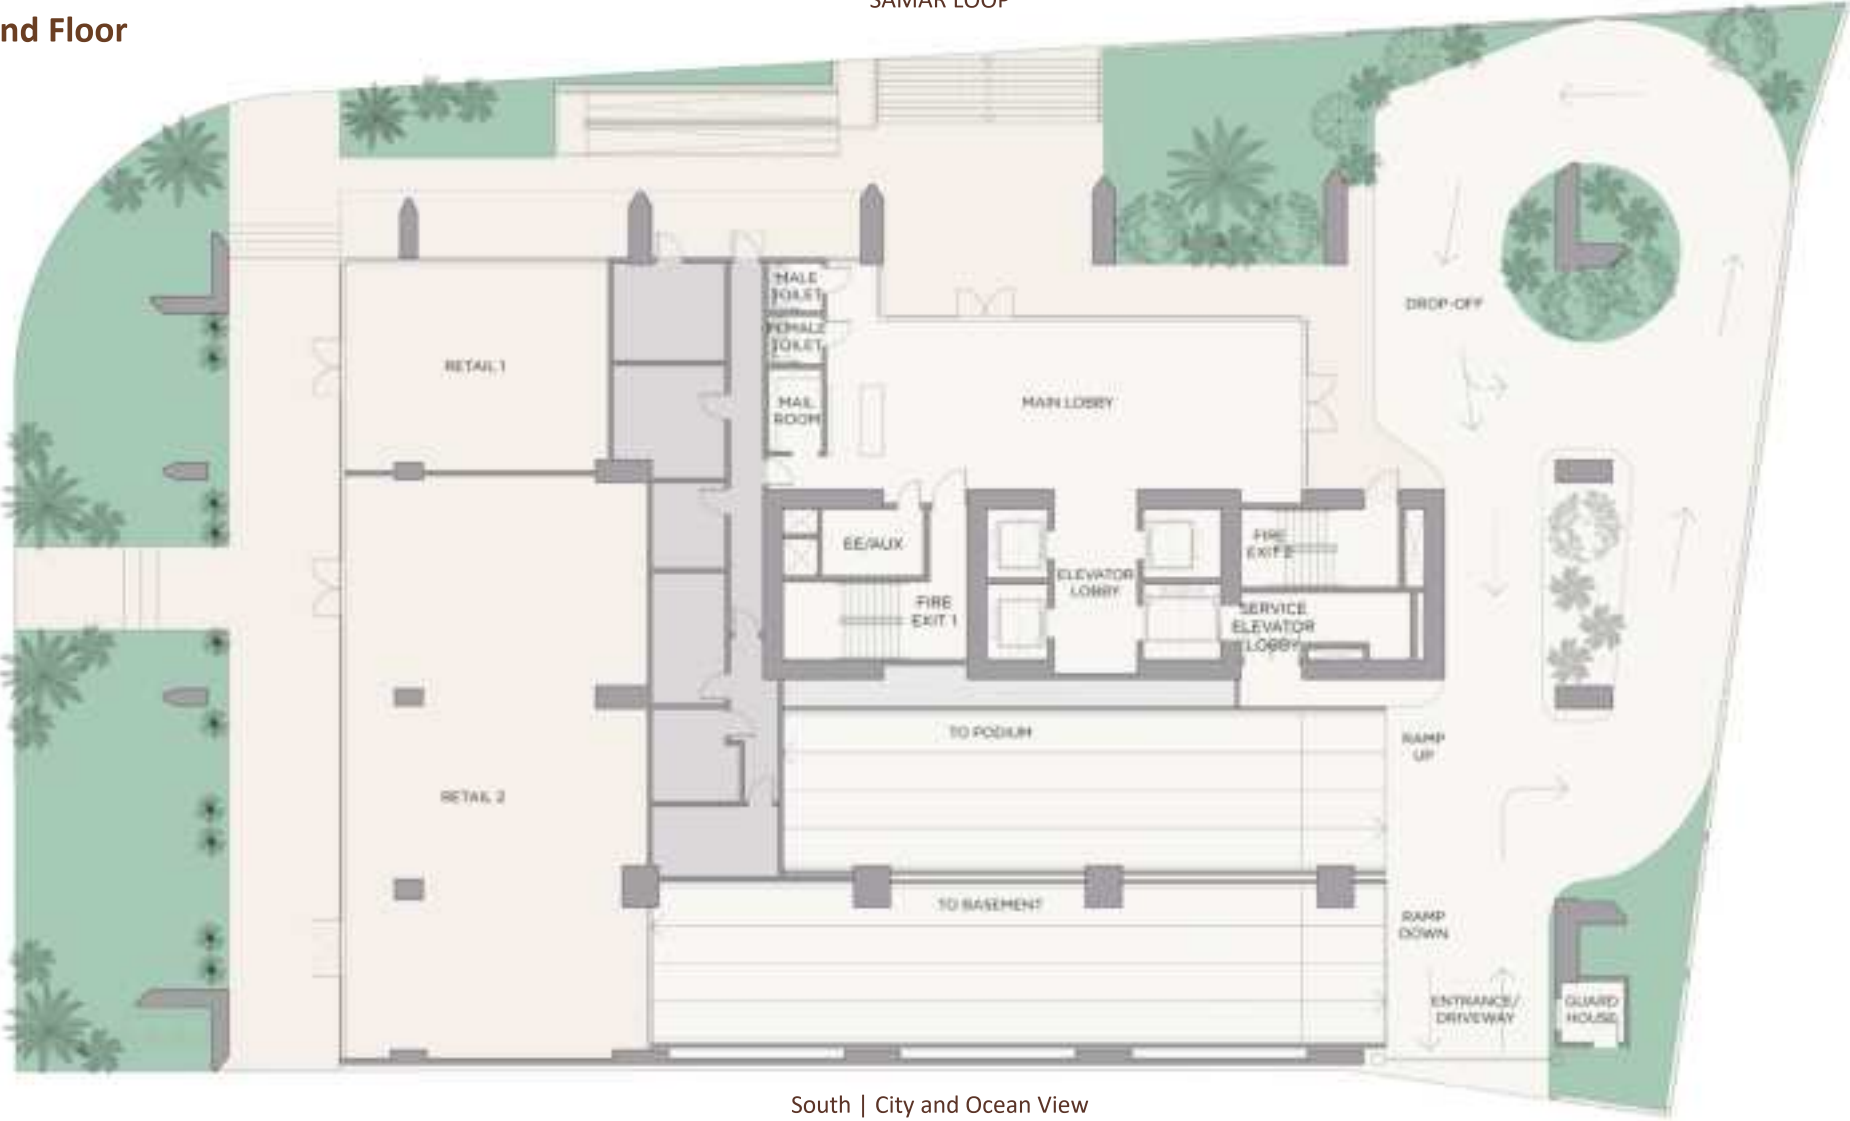 SAMAR LOOP
nd Floor
MALE
TOILET
FEMALE
TOILET
DROP-OFF
RETAIL 1
MAIL
ROOM
MAIN LOBBY
EE/AUX
FIRE
EXIT 2
ELEVATOR
LOBBY
FIRE
EXIT 1
SERVICE
ELEVATOR
LOBBY
TO PODIUM
RAMP
UP
RETAIL 2
TO BASEMENT
RAMP
DOWN
ENTRANCE/
DRIVEWAY
GUARD
HOUSE
South | City and Ocean View